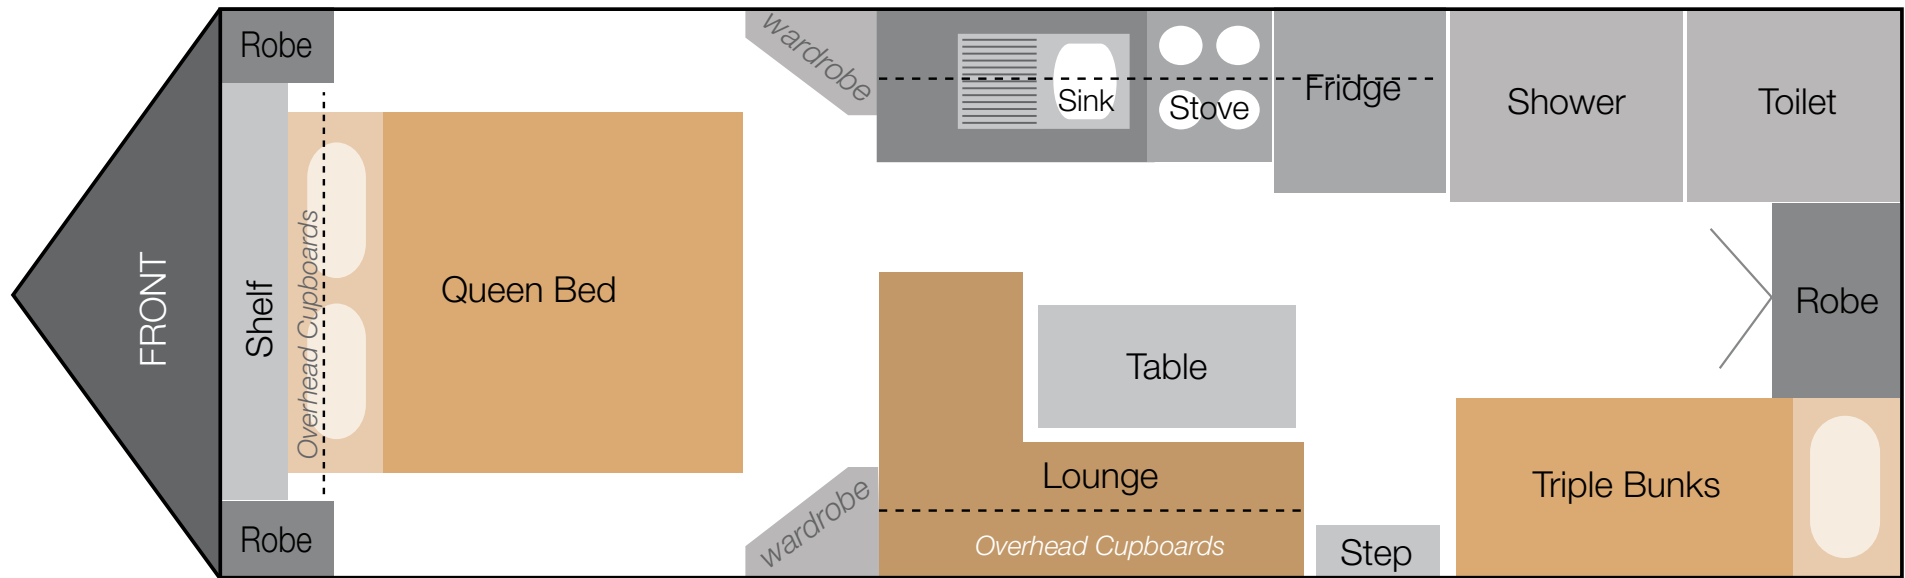 Robe
wardrobe
Sink
Stove
Fridge
Shower
Toilet
FRONT
Shelf
Overhead Cupboards
Queen Bed
Robe
Table
Lounge
Triple Bunks
Robe
wardrobe
Overhead Cupboards
Step